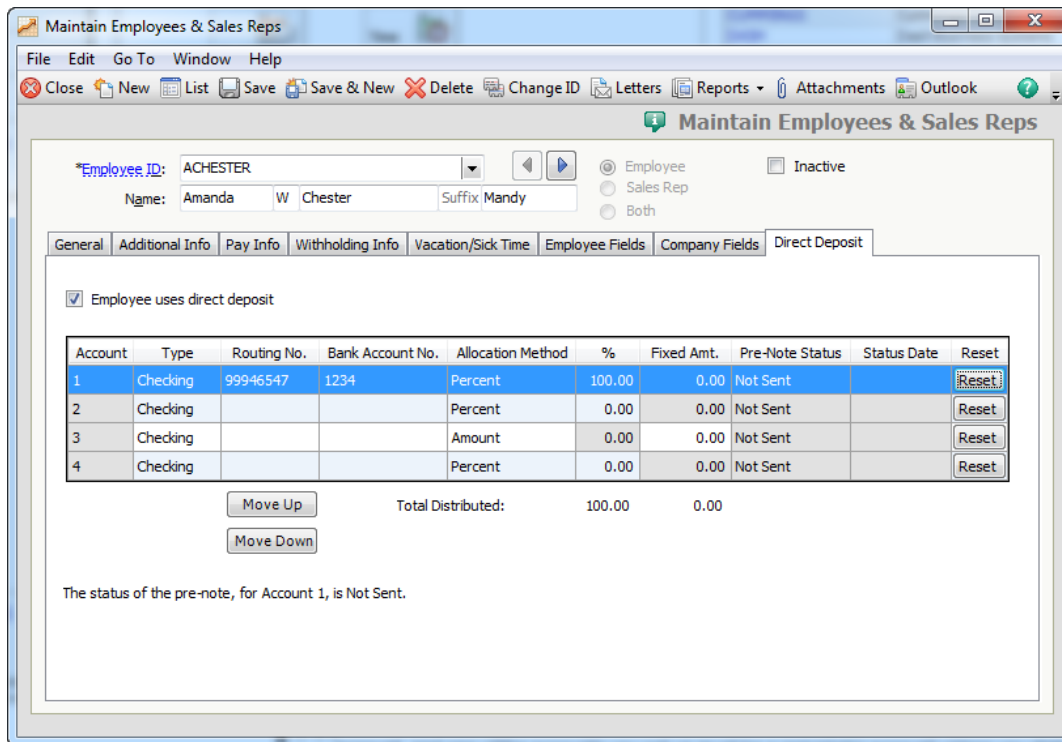 Maintain Employees & Sales Reps
File Edit Go To Window Help
Close New List Save Save & New Delete Change ID Letters Reports Attachments Outlook
Maintain Employees & Sales Reps
*Employee ID: ACHESTER Employee Inactive
Sales Rep
Name: Amanda W Chester Suffix Mandy
Both
General Additional Info Pay Info Withholding Info Vacation/Sick Time Employee Fields Company Fields Direct Deposit
Employee uses direct deposit
Account Type Routing No. Bank Account No. Allocation Method % Fixed Amt. Pre-Note Status Status Date Reset
1 Checking 99946547 1234 Percent 100.00 0.00 Not Sent Reset
2 Checking Percent 0.00 0.00 Not Sent Reset
3 Checking Amount 0.00 0.00 Not Sent Reset
4 Checking Percent 0.00 0.00 Not Sent Reset
Move Up Total Distributed: 100.00 0.00
Move Down
The status of the pre-note, for Account 1, is Not Sent.